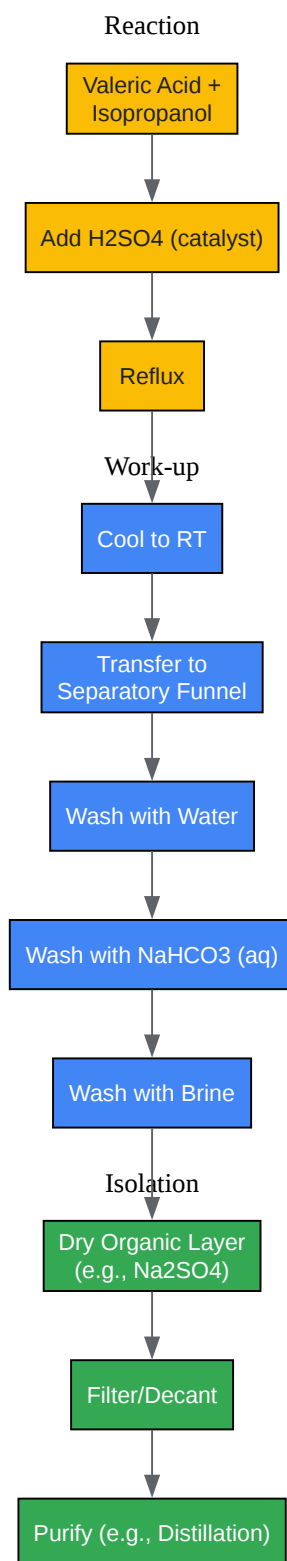 Reaction
Valeric Acid +
Isopropanol
Add H2SO4 (catalyst)
Reflux
Work-up
Cool to RT
Transfer to
Separatory Funnel
Wash with Water
Wash with NaHCO3 (aq)
Wash with Brine
Isolation
Dry Organic Layer
(e.g., Na2SO4)
Filter/Decant
Purify (e.g., Distillation)